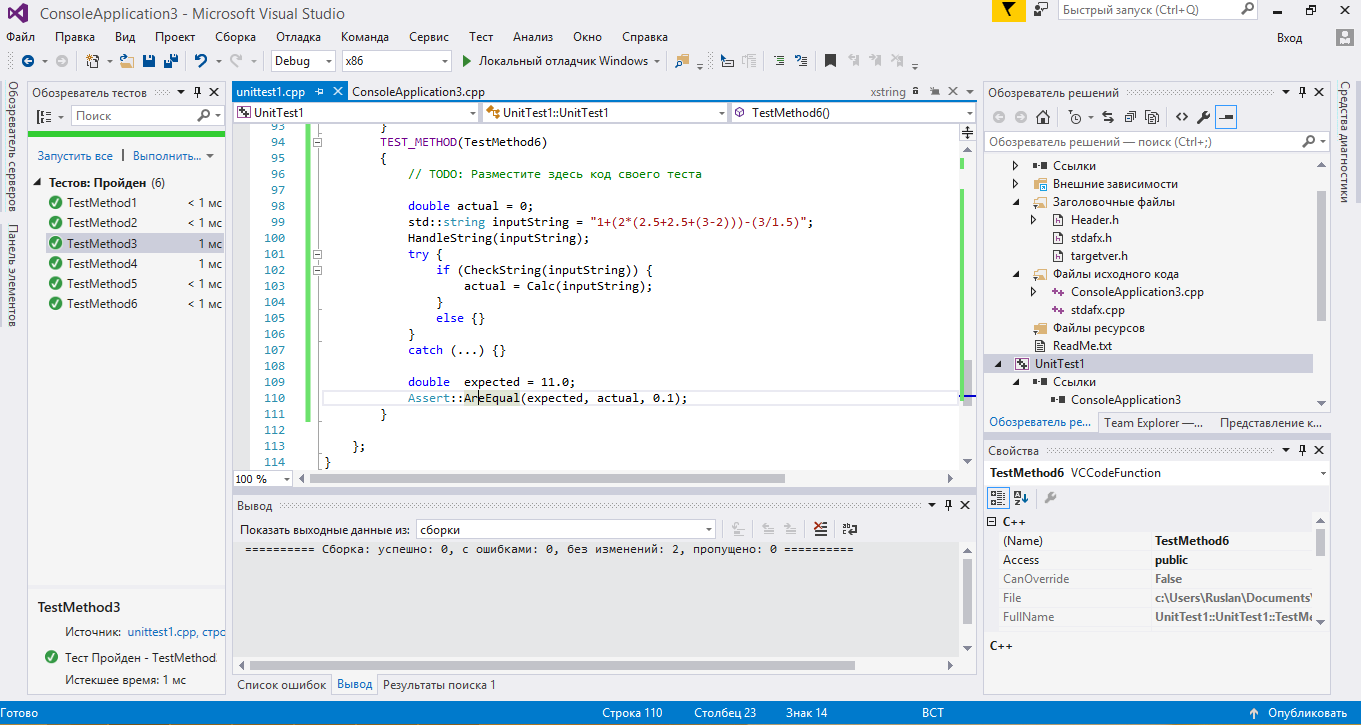 ConsoleApplication3 - Microsoft Visual Studio
Быстрый запуск (Ctrl+Q)
Файл Правка Вид Проект Сборка Отладка Команда Сервис Тест Анализ Окно Справка Вход
Debug x86 Локальный отладчик Windows
Обозреватель серверов
Панель элементов
Обозреватель тестов
Поиск
Запустить все | Выполнить...
Тестов: Пройден (6)
TestMethod1 < 1 мс
TestMethod2 < 1 мс
TestMethod3 1 мс
TestMethod4 1 мс
TestMethod5 < 1 мс
TestMethod6 < 1 мс
TestMethod3
Источник: unittest1.cpp, стро
Тест Пройден - TestMethod
Истекшее время: 1 мс
unittest1.cpp ConsoleApplication3.cpp xstring
UnitTest1 UnitTest1::UnitTest1 TestMethod6()
93 }
94 TEST_METHOD(TestMethod6)
95 {
96 // TODO: Разместите здесь код своего теста
97
98 double actual = 0;
99 std::string inputString = "1+(2*(2.5+2.5+(3-2)))-(3/1.5)";
100 HandleString(inputString);
101 try {
102 if (CheckString(inputString)) {
103 actual = Calc(inputString);
104 }
105 else {}
106 }
107 catch (...) {}
108
109 double expected = 11.0;
110 Assert::AreEqual(expected, actual, 0.1);
111 }
112
113 };
114 }
100 %
Вывод
Показать выходные данные из: сборки
========== Сборка: успешно: 0, с ошибками: 0, без изменений: 2, пропущено: 0 ==========
Список ошибок Вывод Результаты поиска 1
Обозреватель решений
Обозреватель решений — поиск (Ctrl+;)
Ссылки
Внешние зависимости
Заголовочные файлы
Header.h
stdafx.h
targetver.h
Файлы исходного кода
ConsoleApplication3.cpp
stdafx.cpp
Файлы ресурсов
ReadMe.txt
UnitTest1
Ссылки
ConsoleApplication3
Обозреватель ре... Team Explorer —... Представление к...
Свойства
TestMethod6 VCCodeFunction
C++
(Name) TestMethod6
Access public
CanOverride False
File c:\Users\Ruslan\Documents\
FullName UnitTest1::UnitTest1::TestMe
C++
Средства диагностики
Готово Строка 110 Столбец 23 Знак 14 ВСТ Опубликовать